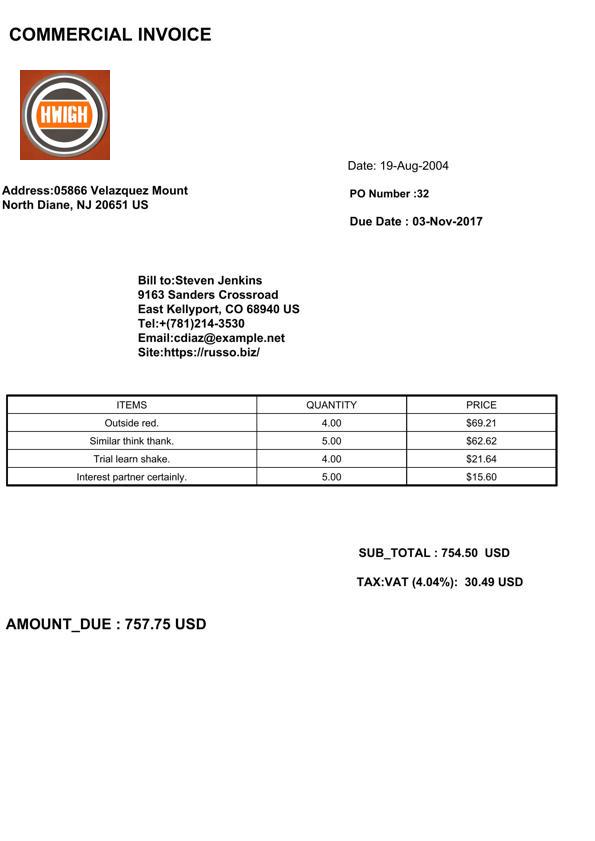 COMMERCIAL INVOICE
HWIGH
Date: 19-Aug-2004
Address:05866 Velazquez Mount
North Diane, NJ 20651 US
PO Number :32
Due Date : 03-Nov-2017
Bill to:Steven Jenkins
9163 Sanders Crossroad
East Kellyport, CO 68940 US
Tel:+(781)214-3530
Email:cdiaz@example.net
Site:https://russo.biz/
ITEMS QUANTITY PRICE
Outside red. 4.00 $69.21
Similar think thank. 5.00 $62.62
Trial learn shake. 4.00 $21.64
Interest partner certainly. 5.00 $15.60
SUB_TOTAL : 754.50 USD
TAX:VAT (4.04%): 30.49 USD
AMOUNT_DUE : 757.75 USD